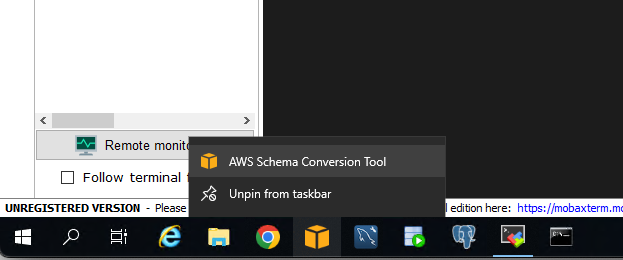 Remote monito
AWS Schema Conversion Tool
Follow terminal f
Unpin from taskbar
UNREGISTERED VERSION - Please
l edition here: https://mobaxterm.mo